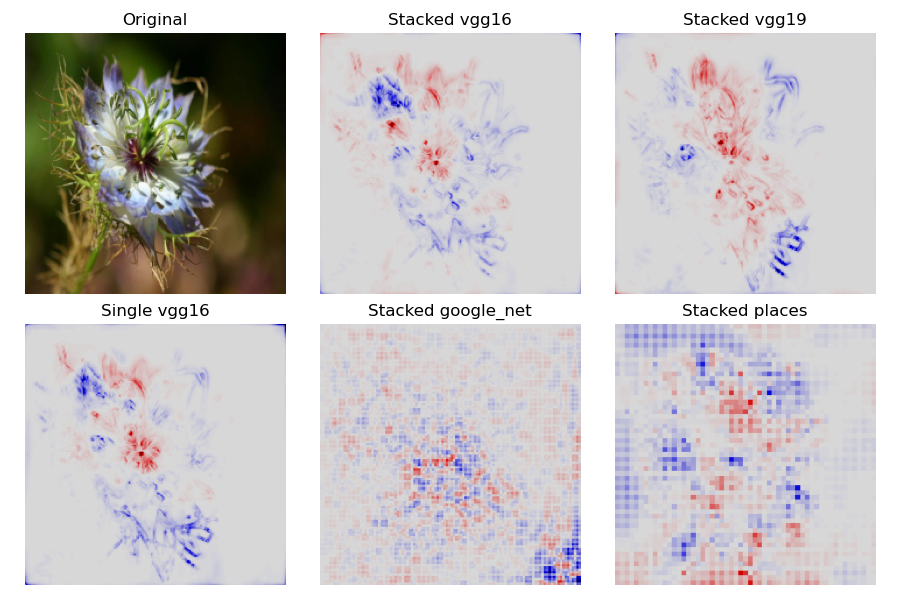 Original
Stacked vgg16
Stacked vgg19
Single vgg16
Stacked google_net
Stacked places